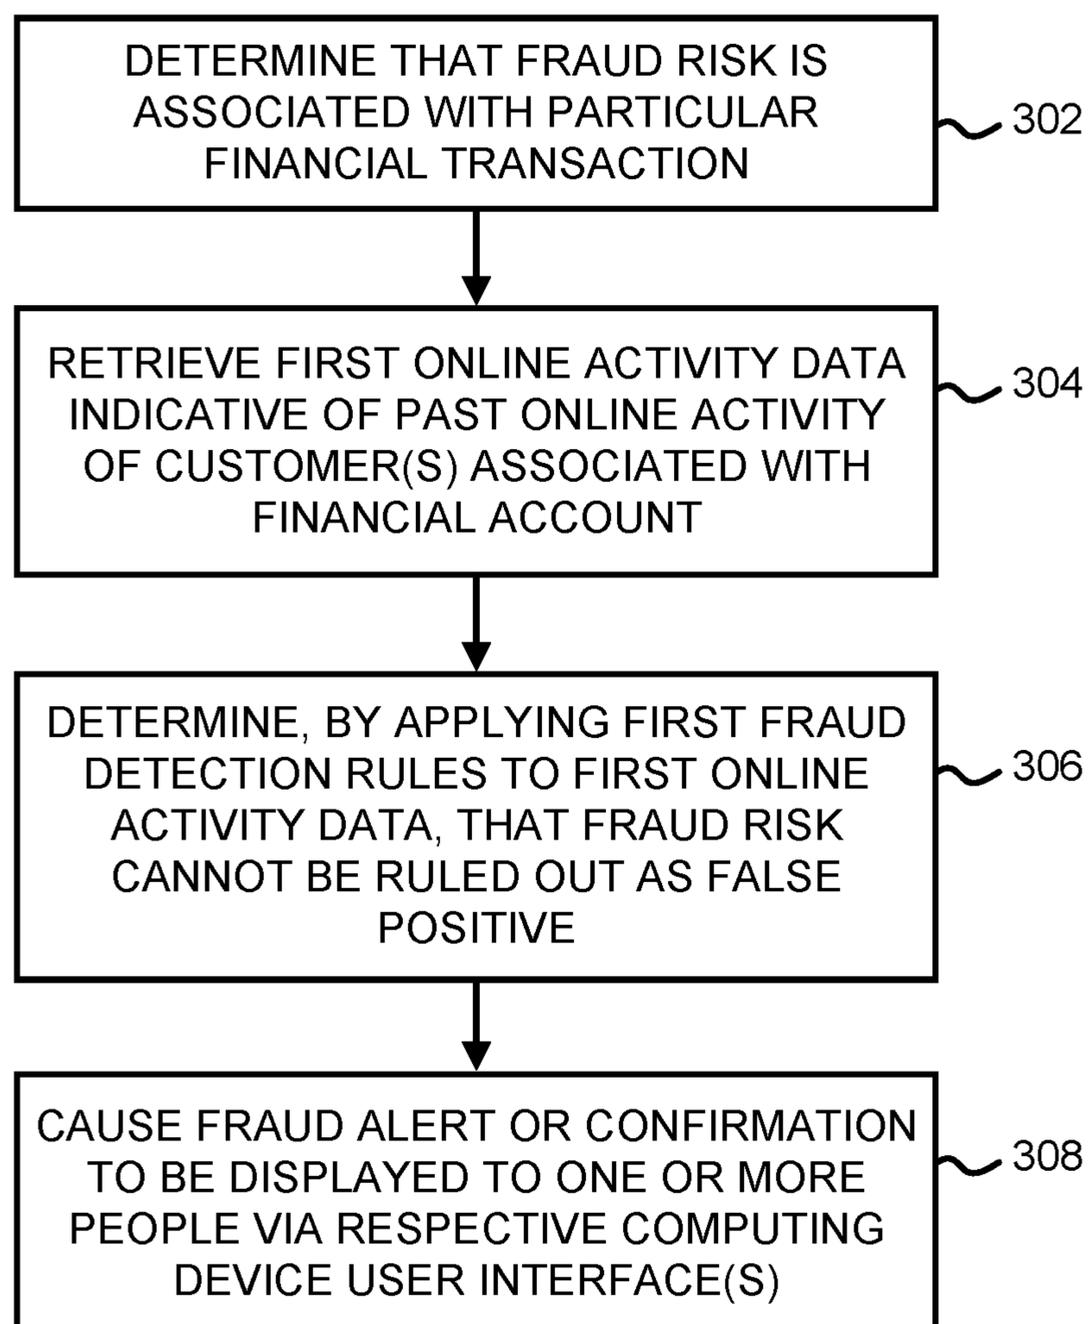 DETERMINE THAT FRAUD RISK IS
ASSOCIATED WITH PARTICULAR
FINANCIAL TRANSACTION
302
RETRIEVE FIRST ONLINE ACTIVITY DATA
INDICATIVE OF PAST ONLINE ACTIVITY
OF CUSTOMER(S) ASSOCIATED WITH
FINANCIAL ACCOUNT
304
DETERMINE, BY APPLYING FIRST FRAUD
DETECTION RULES TO FIRST ONLINE
ACTIVITY DATA, THAT FRAUD RISK
CANNOT BE RULED OUT AS FALSE
POSITIVE
306
CAUSE FRAUD ALERT OR CONFIRMATION
TO BE DISPLAYED TO ONE OR MORE
PEOPLE VIA RESPECTIVE COMPUTING
DEVICE USER INTERFACE(S)
308